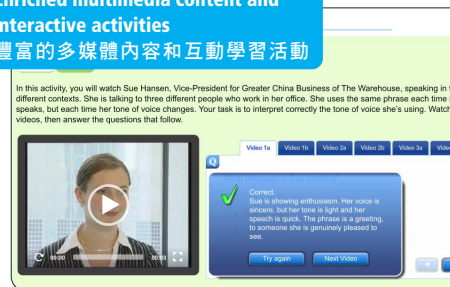 Enriched multimedia content and
interactive activities
豐富的多媒體內容和互動學習活動
In this activity, you will watch Sue Hansen, Vice-President for Greater China Business of The Warehouse, speaking in
different contexts. She is talking to three different people who work in her office. She uses the same phrase each time
speaks, but each time her tone of voice changes. Your task is to interpret correctly the tone of voice she's using. Watch
videos, then answer the questions that follow.
Video 1a Video 1b Video 2a Video 2b Video 3a Video
Q
Correct.
Sue is showing enthusiasm. Her voice is
sincere, but her tone is light and her
speech is quick. The phrase is a greeting,
to someone she is genuinely pleased to
see.
Try again Next Video
00:00 00:03